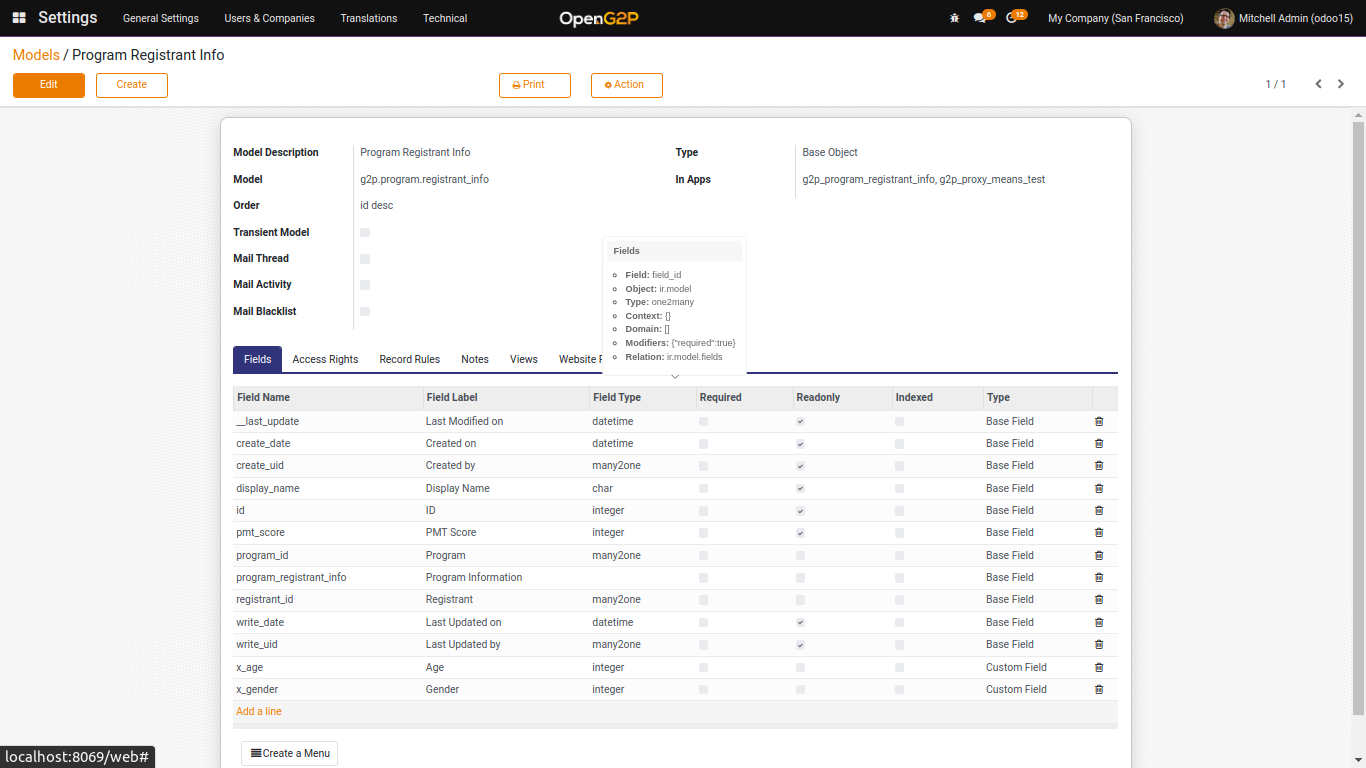 Settings General Settings Users & Companies Translations Technical OpenG2P 6 12 My Company (San Francisco) Mitchell Admin (odoo15)
Models / Program Registrant Info
Edit Create Print Action 1 / 1
Model Description Program Registrant Info Type Base Object
Model g2p.program.registrant_info In Apps g2p_program_registrant_info, g2p_proxy_means_test
Order id desc
Transient Model
Mail Thread
Mail Activity
Mail Blacklist
Fields
Field: field_id
Object: ir.model
Type: one2many
Context: {}
Domain: []
Modifiers: {"required":true}
Relation: ir.model.fields
Fields Access Rights Record Rules Notes Views Website
Field Name Field Label Field Type Required Readonly Indexed Type
__last_update Last Modified on datetime Base Field
create_date Created on datetime Base Field
create_uid Created by many2one Base Field
display_name Display Name char Base Field
id ID integer Base Field
pmt_score PMT Score integer Base Field
program_id Program many2one Base Field
program_registrant_info Program Information Base Field
registrant_id Registrant many2one Base Field
write_date Last Updated on datetime Base Field
write_uid Last Updated by many2one Base Field
x_age Age integer Custom Field
x_gender Gender integer Custom Field
Add a line
Create a Menu
localhost:8069/web#